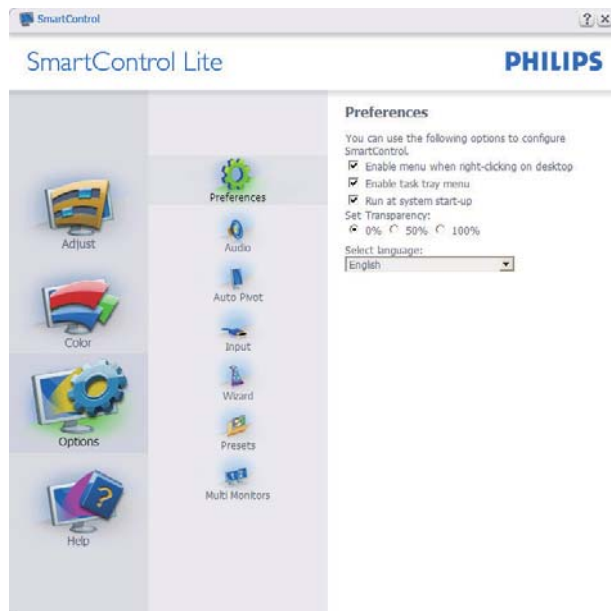 SmartControl
? X
SmartControl Lite
PHILIPS
Adjust
Color
Options
Help
Preferences
Audio
Auto Pivot
Input
Wizard
Presets
Multi Monitors
Preferences
You can use the following options to configure
SmartControl.
Enable menu when right-clicking on desktop
Enable task tray menu
Run at system start-up
Set Transparency:
0% 50% 100%
Select language:
English